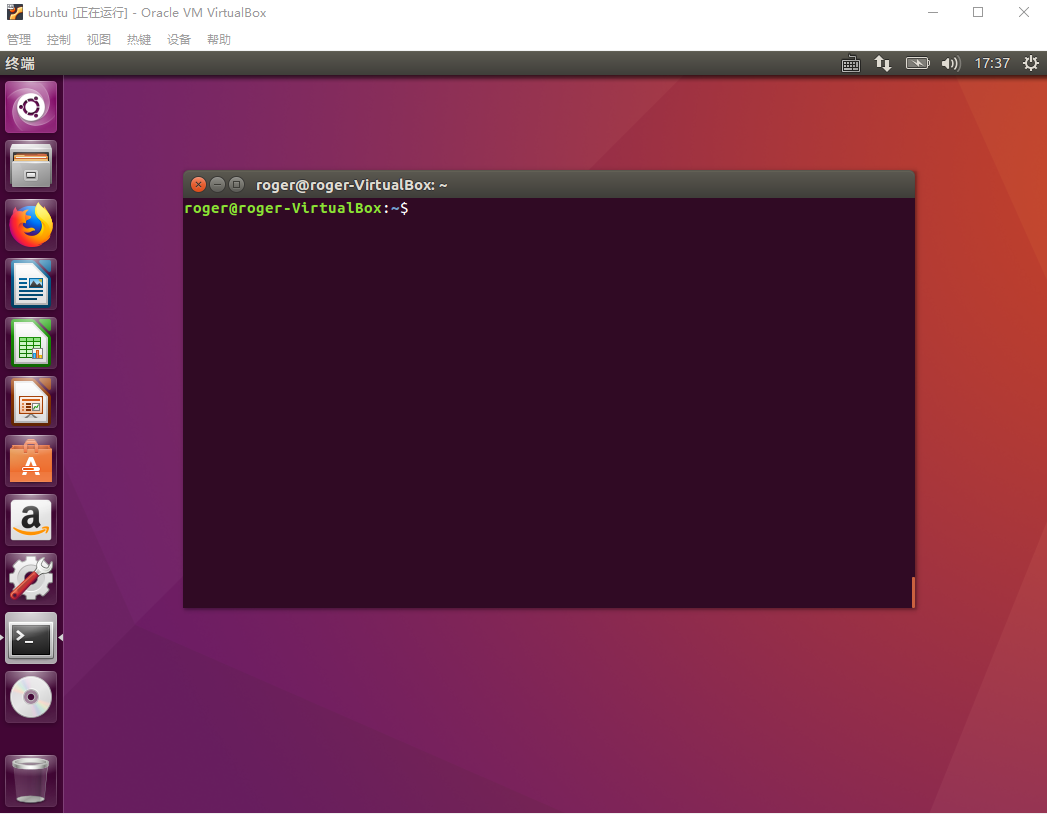 ubuntu [正在运行] - Oracle VM VirtualBox
管理 控制 视图 热键 设备 帮助
终端 17:37
roger@roger-VirtualBox: ~
roger@roger-VirtualBox:~$